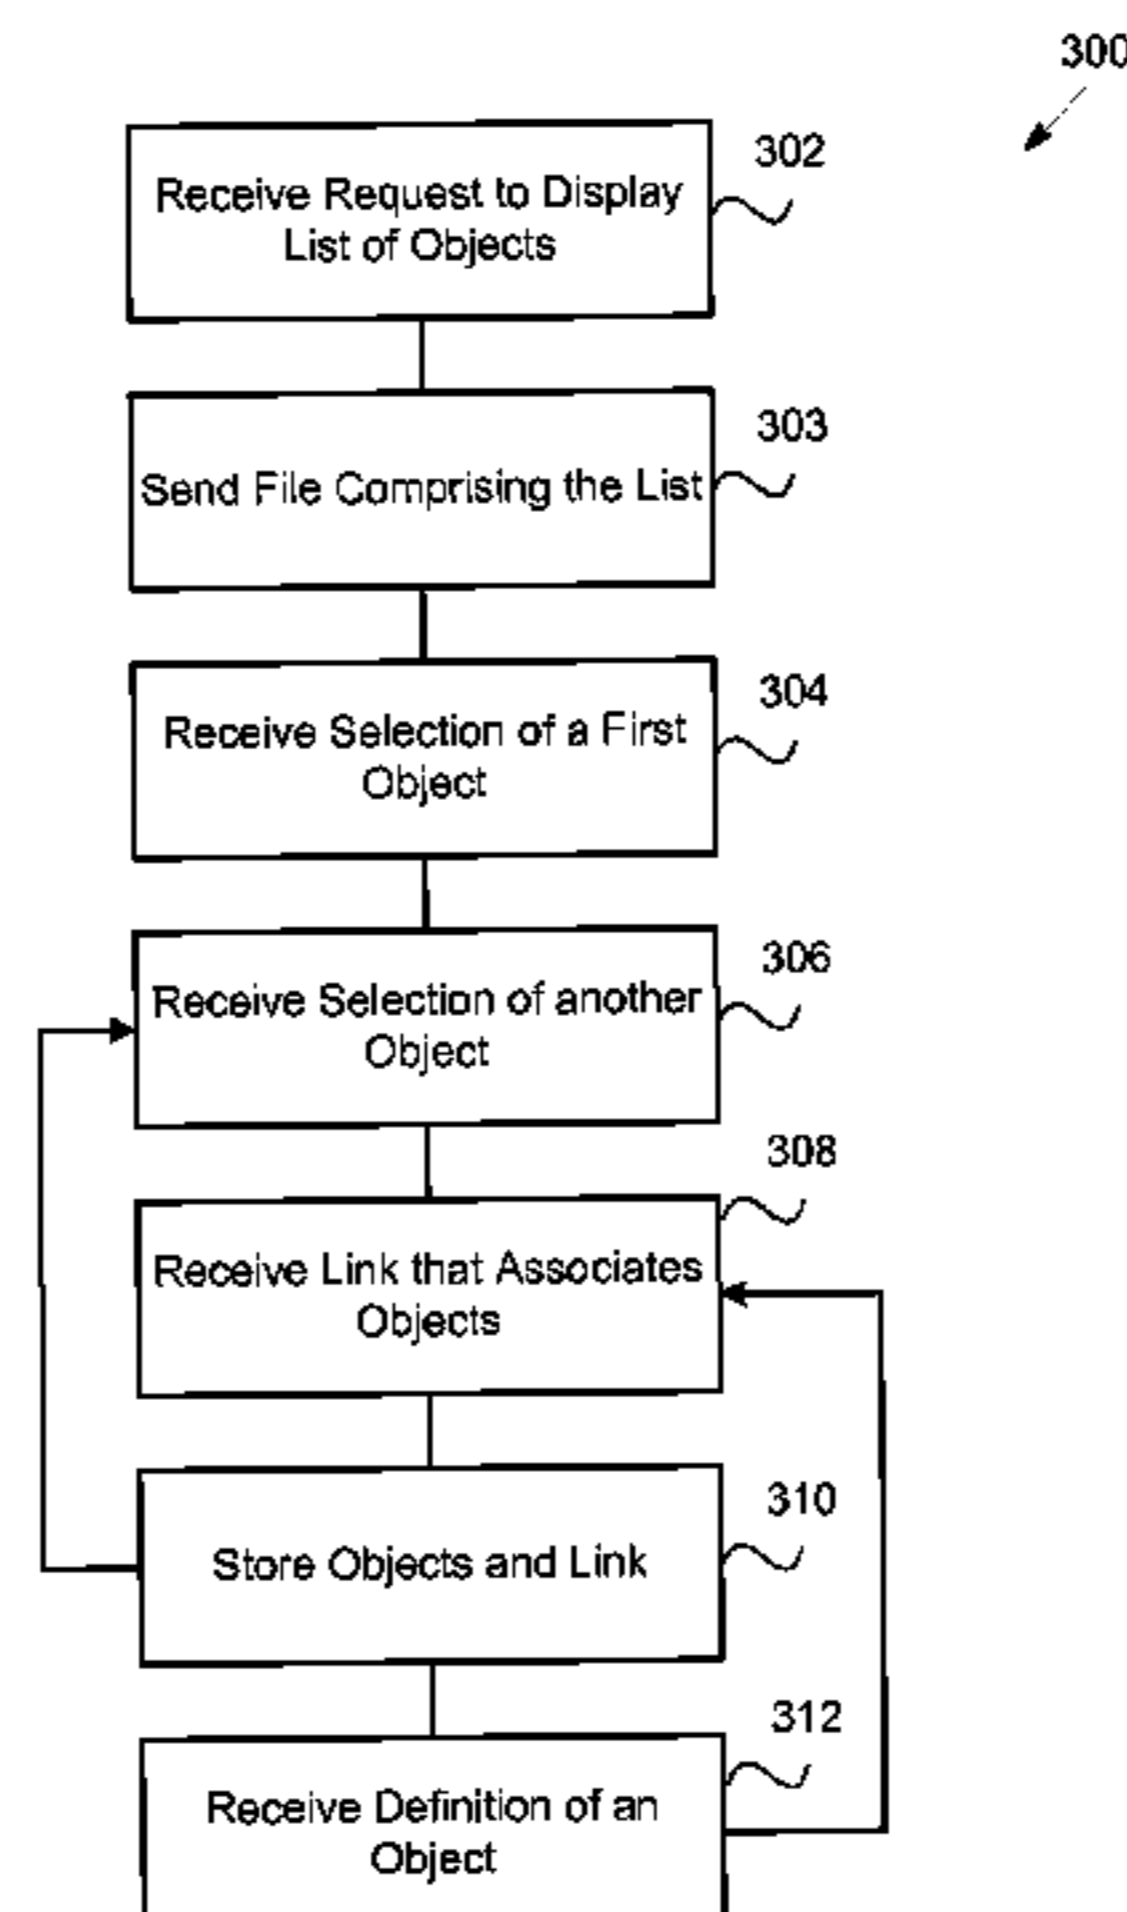 300
302
Receive Request to Display
List of Objects
303
Send File Comprising the List
304
Receive Selection of a First
Object
306
Receive Selection of another
Object
308
Receive Link that Associates
Objects
310
Store Objects and Link
312
Receive Definition of an
Object